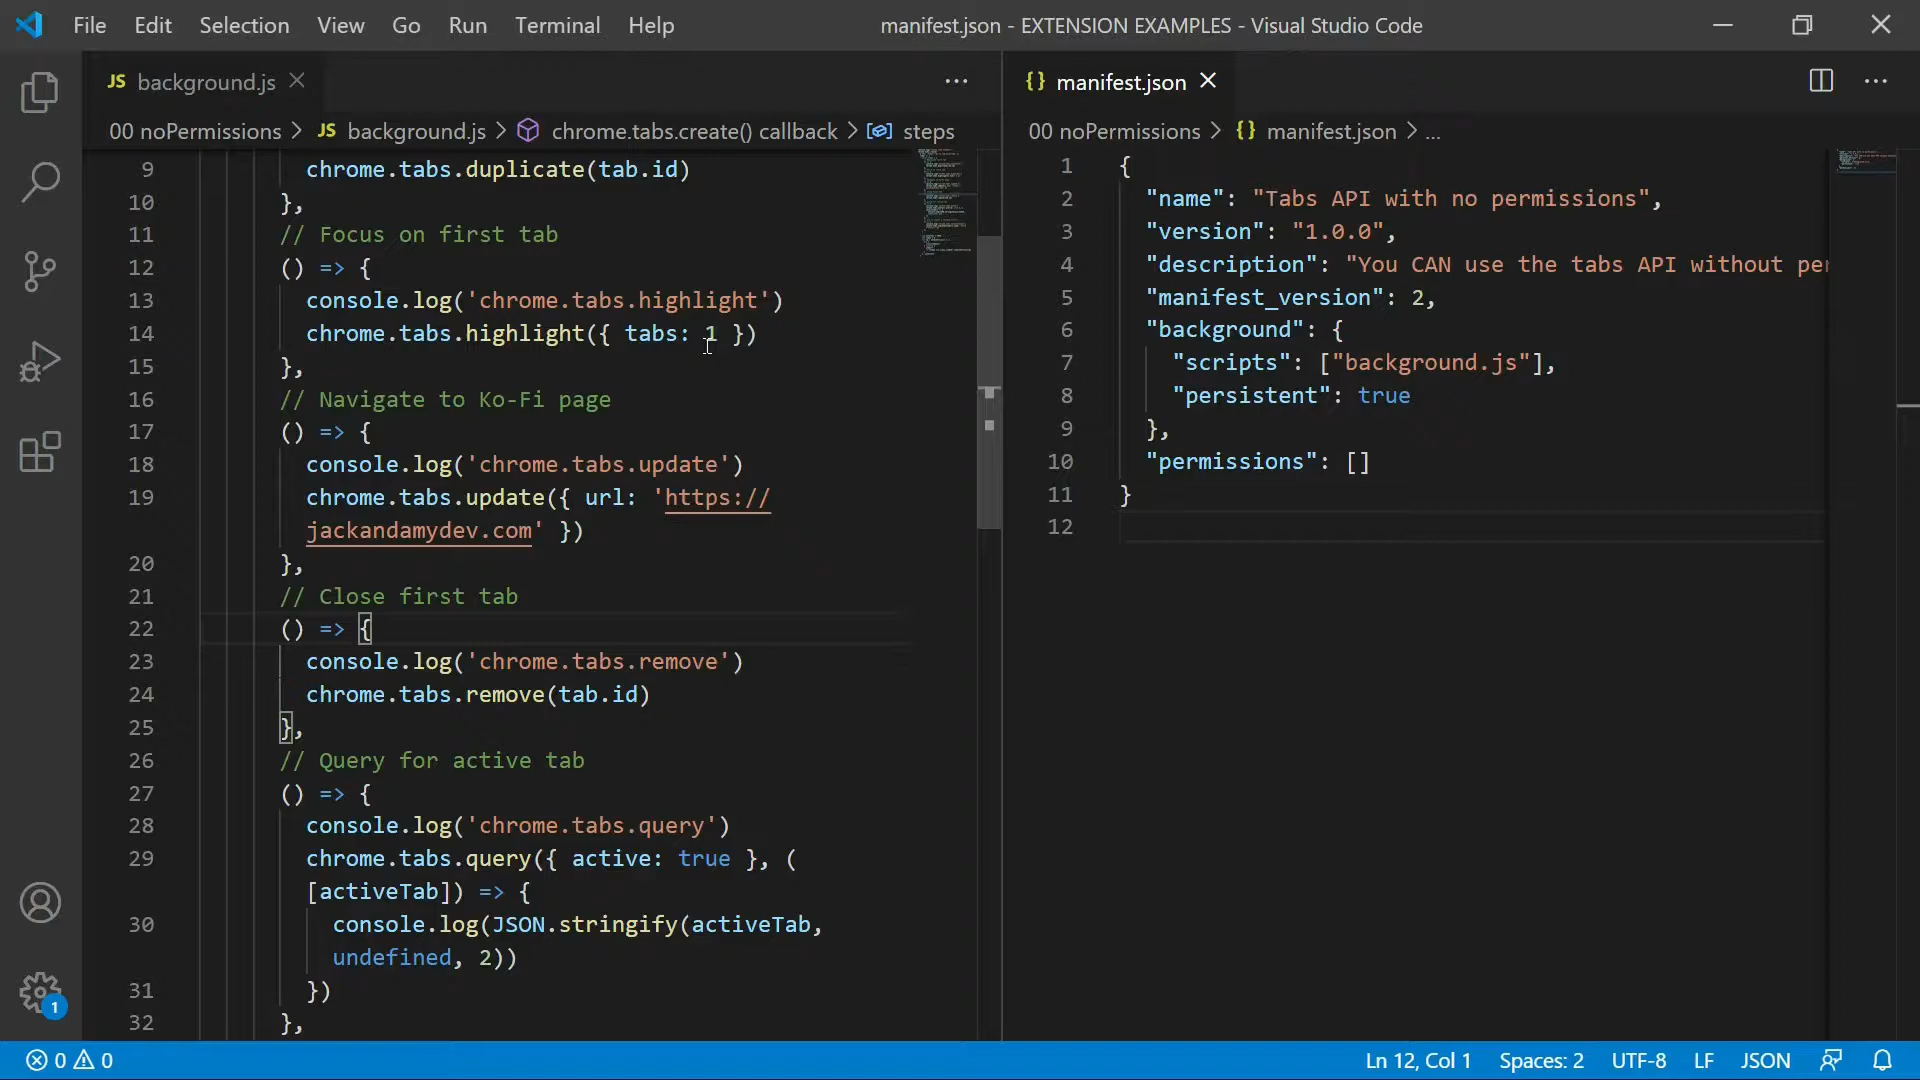 File Edit Selection View Go Run Terminal Help manifest.json - EXTENSION EXAMPLES - Visual Studio Code
JS background.js
00 noPermissions > JS background.js > chrome.tabs.create() callback > steps
9 chrome.tabs.duplicate(tab.id)
10 },
11 // Focus on first tab
12 () => {
13 console.log('chrome.tabs.highlight')
14 chrome.tabs.highlight({ tabs: 1 })
15 },
16 // Navigate to Ko-Fi page
17 () => {
18 console.log('chrome.tabs.update')
19 chrome.tabs.update({ url: 'https://
jackandamydev.com' })
20 },
21 // Close first tab
22 () => {
23 console.log('chrome.tabs.remove')
24 chrome.tabs.remove(tab.id)
25 },
26 // Query for active tab
27 () => {
28 console.log('chrome.tabs.query')
29 chrome.tabs.query({ active: true }, (
[activeTab]) => {
30 console.log(JSON.stringify(activeTab,
undefined, 2))
31 })
32 },
{} manifest.json
00 noPermissions > {} manifest.json > ...
1 {
2 "name": "Tabs API with no permissions",
3 "version": "1.0.0",
4 "description": "You CAN use the tabs API without per
5 "manifest_version": 2,
6 "background": {
7 "scripts": ["background.js"],
8 "persistent": true
9 },
10 "permissions": []
11 }
12
1
0 0 Ln 12, Col 1 Spaces: 2 UTF-8 LF JSON